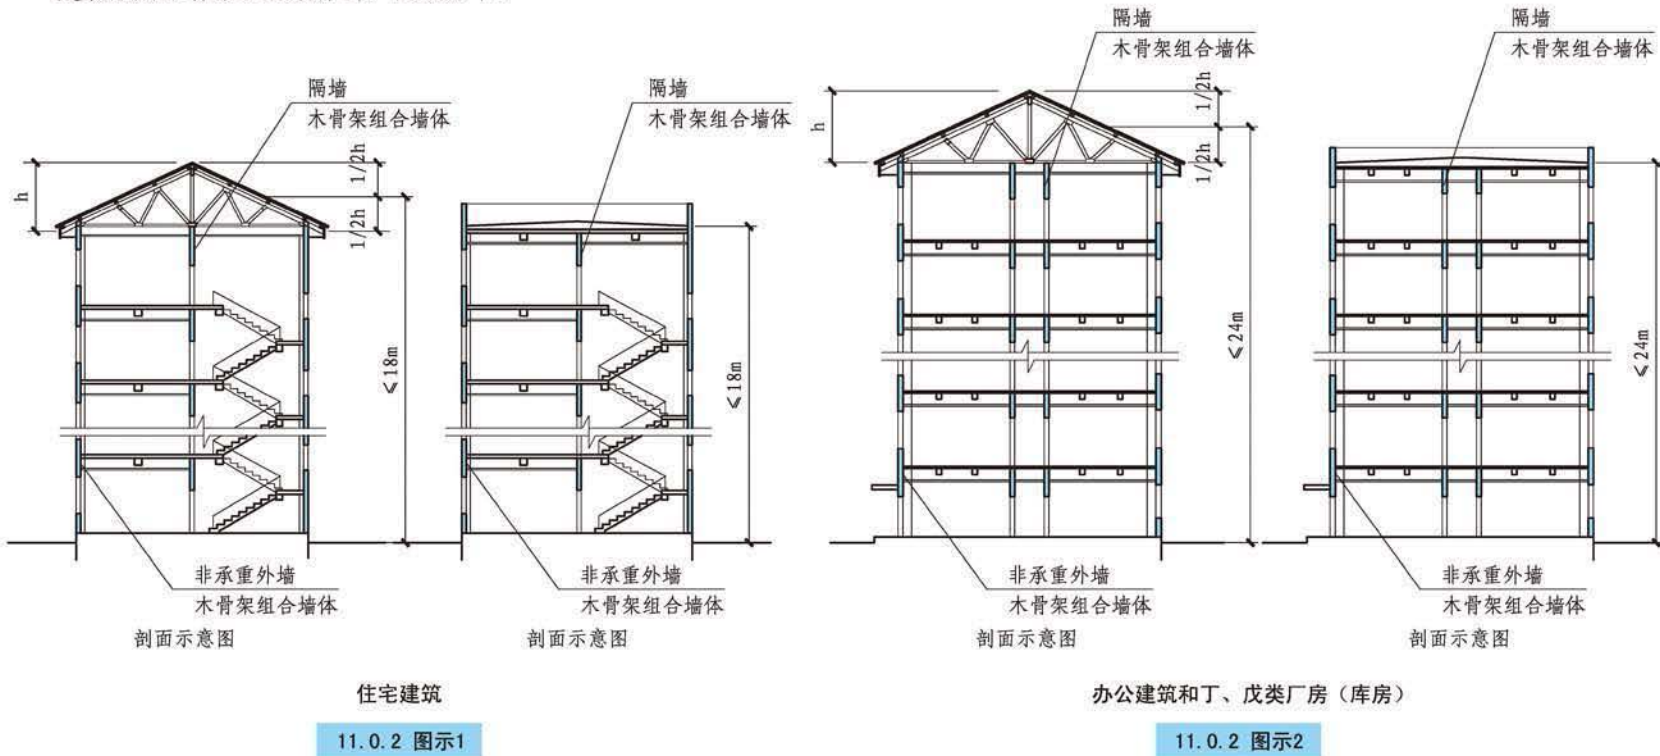 隔墙
木骨架组合墙体
h
1/2h
1/2h
≤18m
非承重外墙
木骨架组合墙体
剖面示意图
隔墙
木骨架组合墙体
≤18m
非承重外墙
木骨架组合墙体
剖面示意图
住宅建筑
11.0.2 图示1
隔墙
木骨架组合墙体
h
1/2h
1/2h
≤24m
非承重外墙
木骨架组合墙体
剖面示意图
隔墙
木骨架组合墙体
≤24m
非承重外墙
木骨架组合墙体
剖面示意图
办公建筑和丁、戊类厂房（库房）
11.0.2 图示2